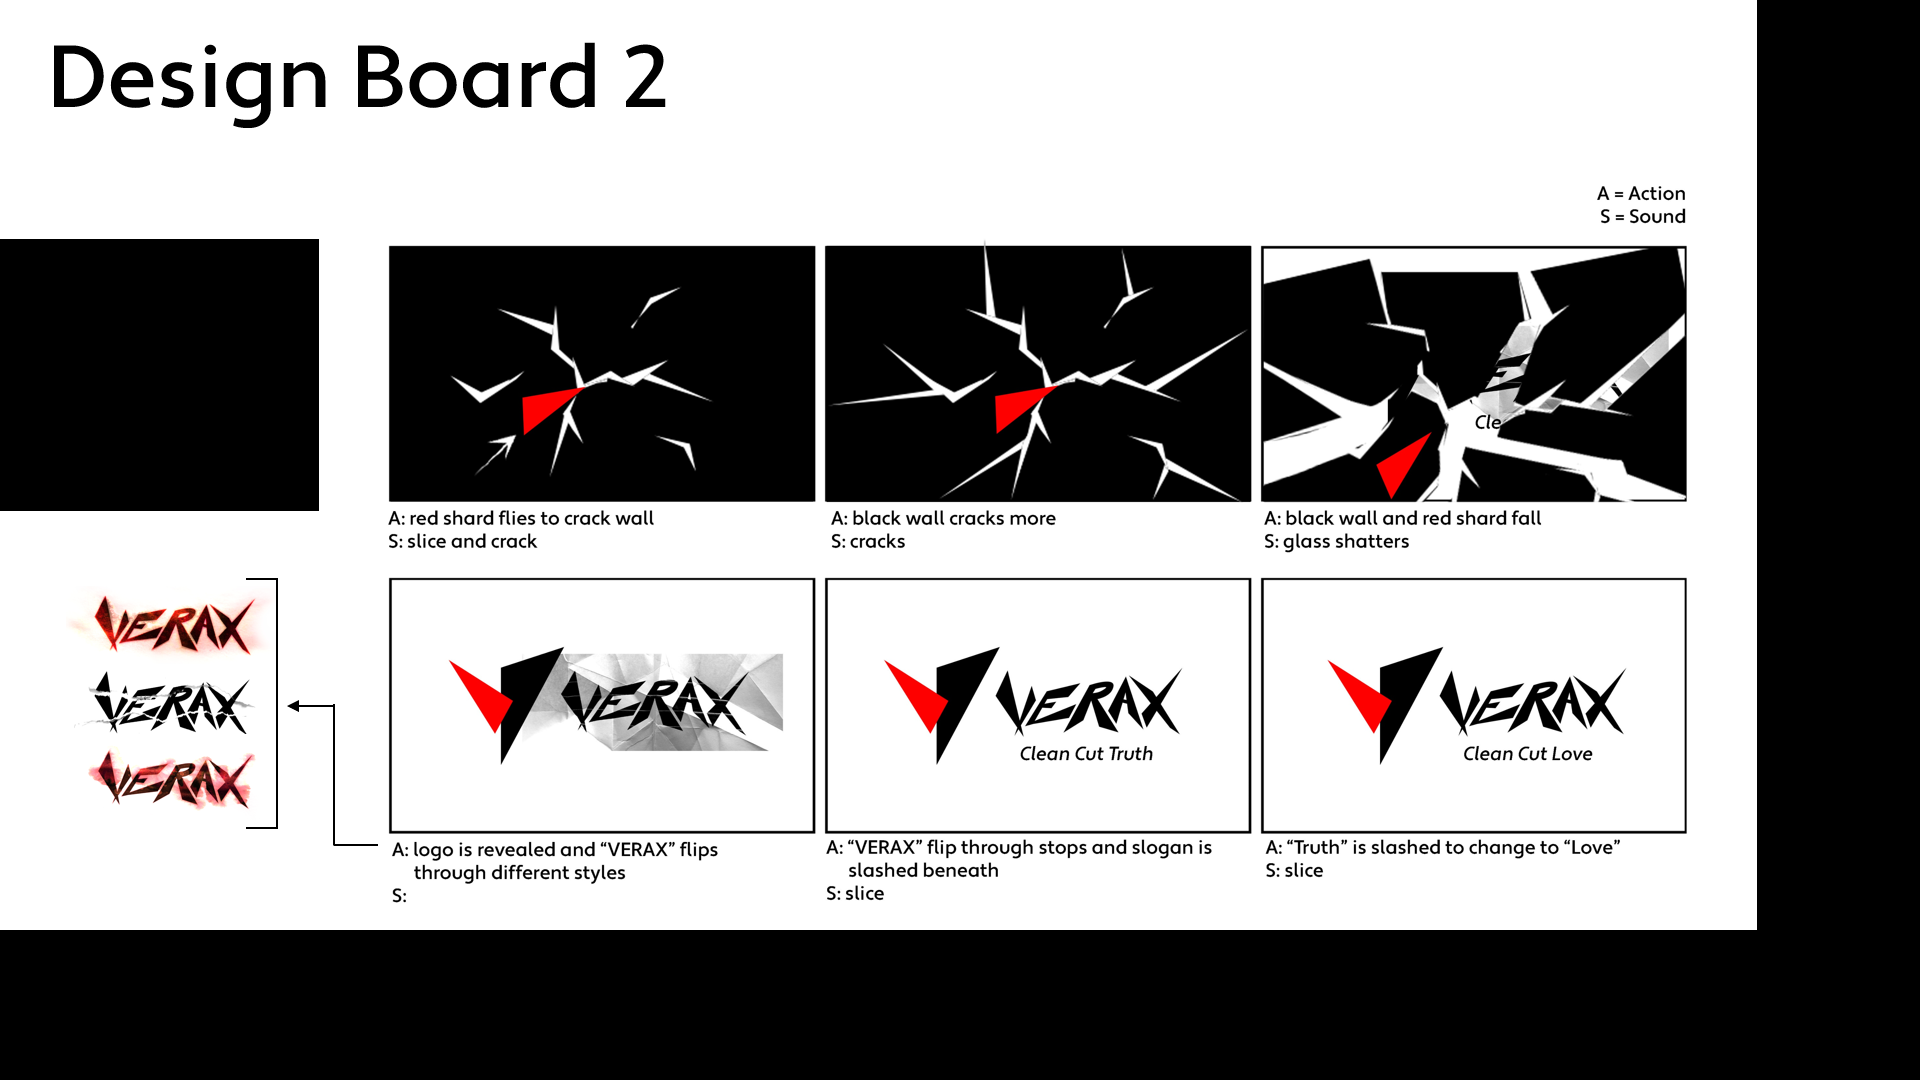 Design Board 2
A = Action
S = Sound
Cle
A: red shard flies to crack wall
S: slice and crack
A: black wall cracks more
S: cracks
A: black wall and red shard fall
S: glass shatters
VERAX
VERAX
VERAX
VERAX
A: logo is revealed and “VERAX” flips
through different styles
S:
VERAX
Clean Cut Truth
A: “VERAX” flip through stops and slogan is
slashed beneath
S: slice
VERAX
Clean Cut Love
A: “Truth” is slashed to change to “Love”
S: slice